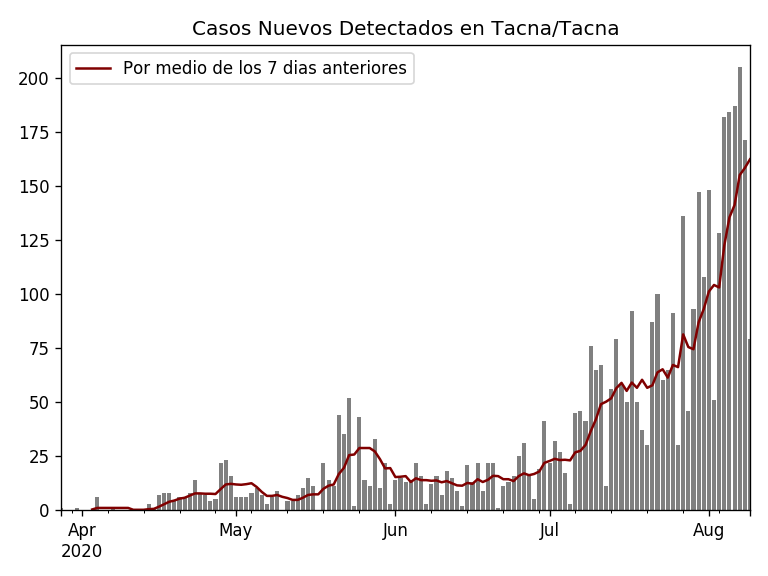 Casos Nuevos Detectados en Tacna/Tacna
Por medio de los 7 dias anteriores
200
175
150
125
100
75
50
25
0
Apr
2020
May
Jun
Jul
Aug